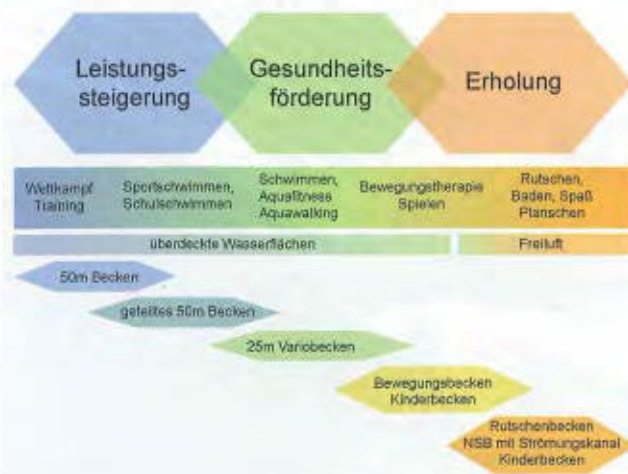 Leistungs-
steigerung
Gesundheits-
förderung
Erholung
Wettkampf
Training
Sportschwimmen,
Schulschwimmen
Schwimmen,
Aquafitness
Aquawalking
Bewegungstherapie
Spielen
Rutschen,
Baden, Spaß
Planschen
überdeckte Wasserflächen
Freiluft
50m Becken
geteiltes 50m Becken
25m Variobecken
Bewegungsbecken
Kinderbecken
Rutschenbecken
NSB mit Strömungskanal
Kinderbecken